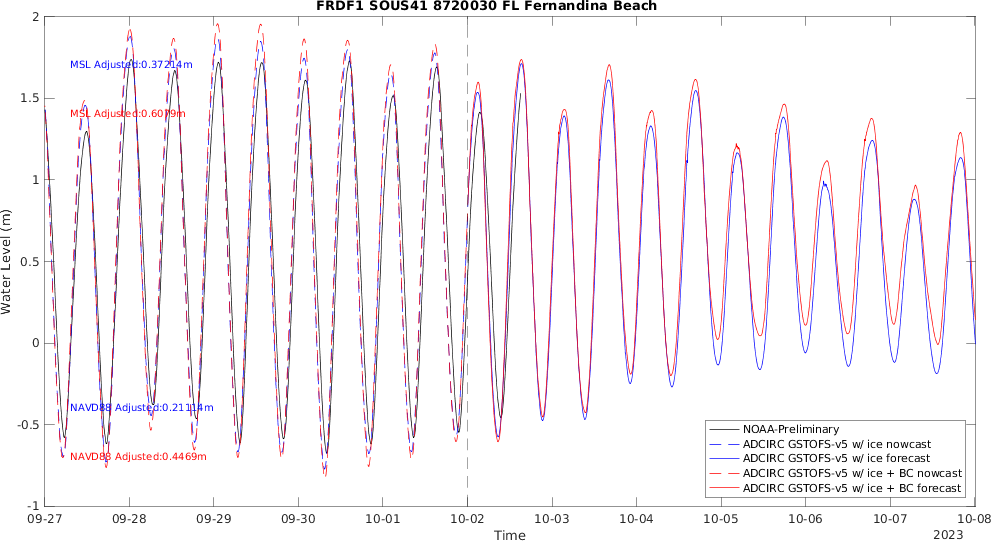 FRDF1 SOUS41 8720030 FL Fernandina Beach
2
MSL Adjusted:0.37214m
1.5
MSL Adjusted:0.6079m
1
Water Level (m)
0.5
0
NAVD88 Adjusted:0.21114m
-0.5
NAVD88 Adjusted:0.4469m
-1
NOAA-Preliminary
ADCIRC GSTOFS-v5 w/ ice nowcast
ADCIRC GSTOFS-v5 w/ ice forecast
ADCIRC GSTOFS-v5 w/ ice + BC nowcast
ADCIRC GSTOFS-v5 w/ ice + BC forecast
09-27 09-28 09-29 09-30 10-01 10-02 10-03 10-04 10-05 10-06 10-07 10-08
Time
2023